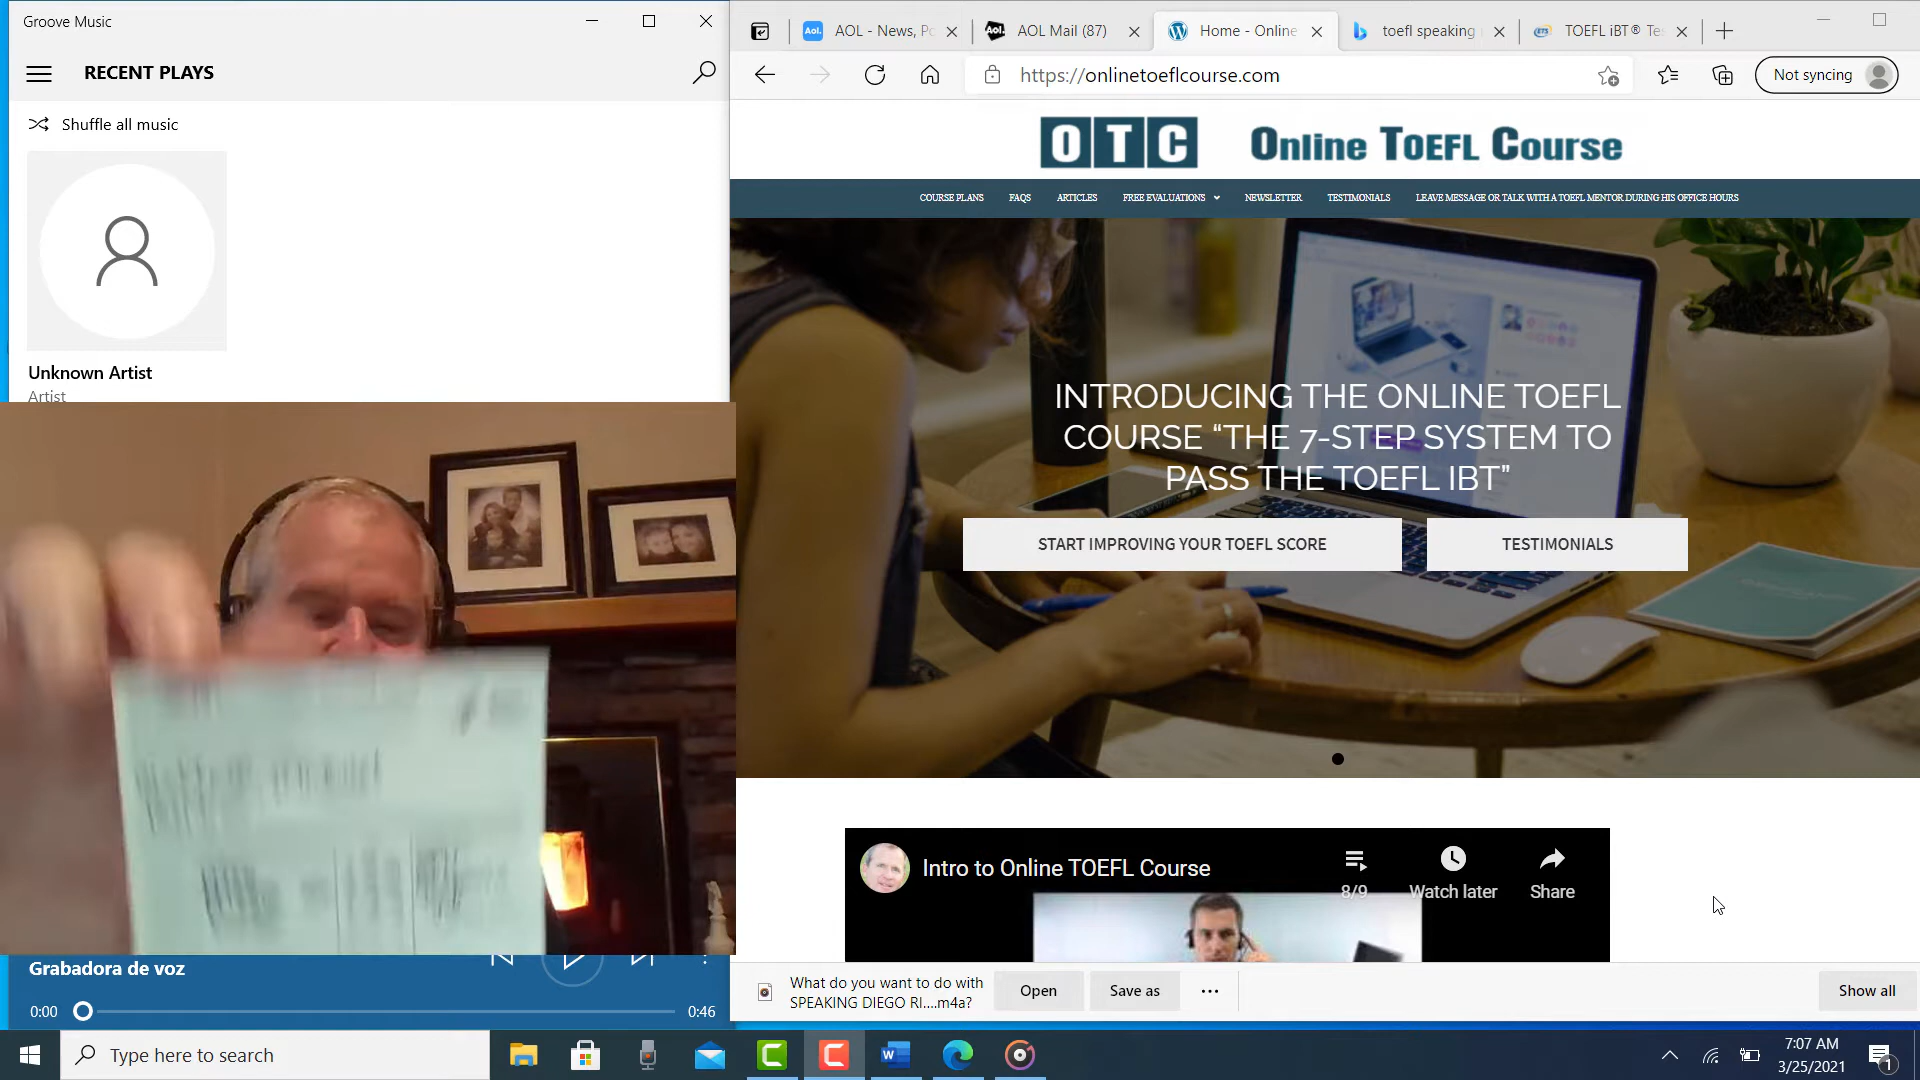 Groove Music
RECENT PLAYS
Shuffle all music
Unknown Artist
Artist
Grabadora de voz
0:00
0:46
Aol.
AOL - News, Po
Aol.
AOL Mail (87)
Home - Online
toefl speaking
ETS
TOEFL iBT® Te
https://onlinetoeflcourse.com
Not syncing
OTC Online TOEFL Course
COURSE PLANS
FAQS
ARTICLES
FREE EVALUATIONS
NEWSLETTER
TESTIMONIALS
LEAVE MESSAGE OR TALK WITH A TOEFL MENTOR DURING HIS OFFICE HOURS
INTRODUCING THE ONLINE TOEFL
COURSE “THE 7-STEP SYSTEM TO
PASS THE TOEFL IBT”
START IMPROVING YOUR TOEFL SCORE
TESTIMONIALS
Intro to Online TOEFL Course
8/9
Watch later
Share
What do you want to do with
SPEAKING DIEGO RI....m4a?
Open
Save as
Show all
Type here to search
7:07 AM
3/25/2021
1